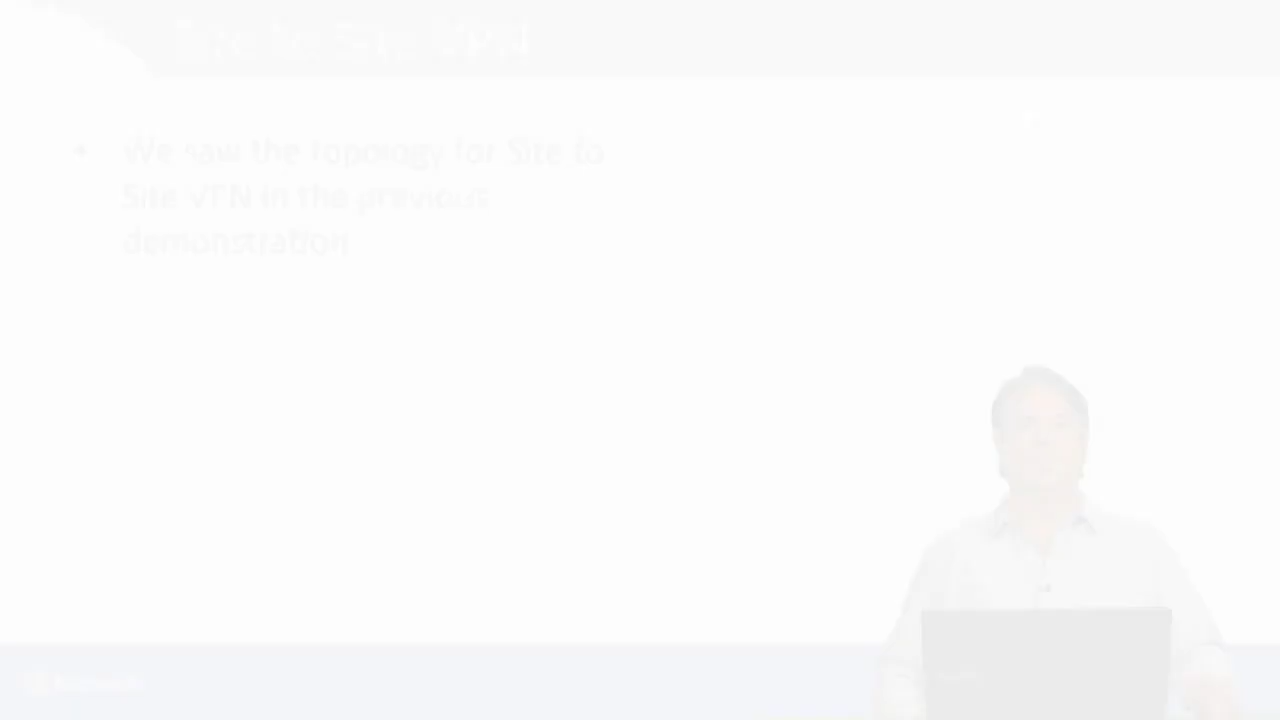 Site to Site VPN
• We saw the topology for Site to
Site VPN in the previous
demonstration